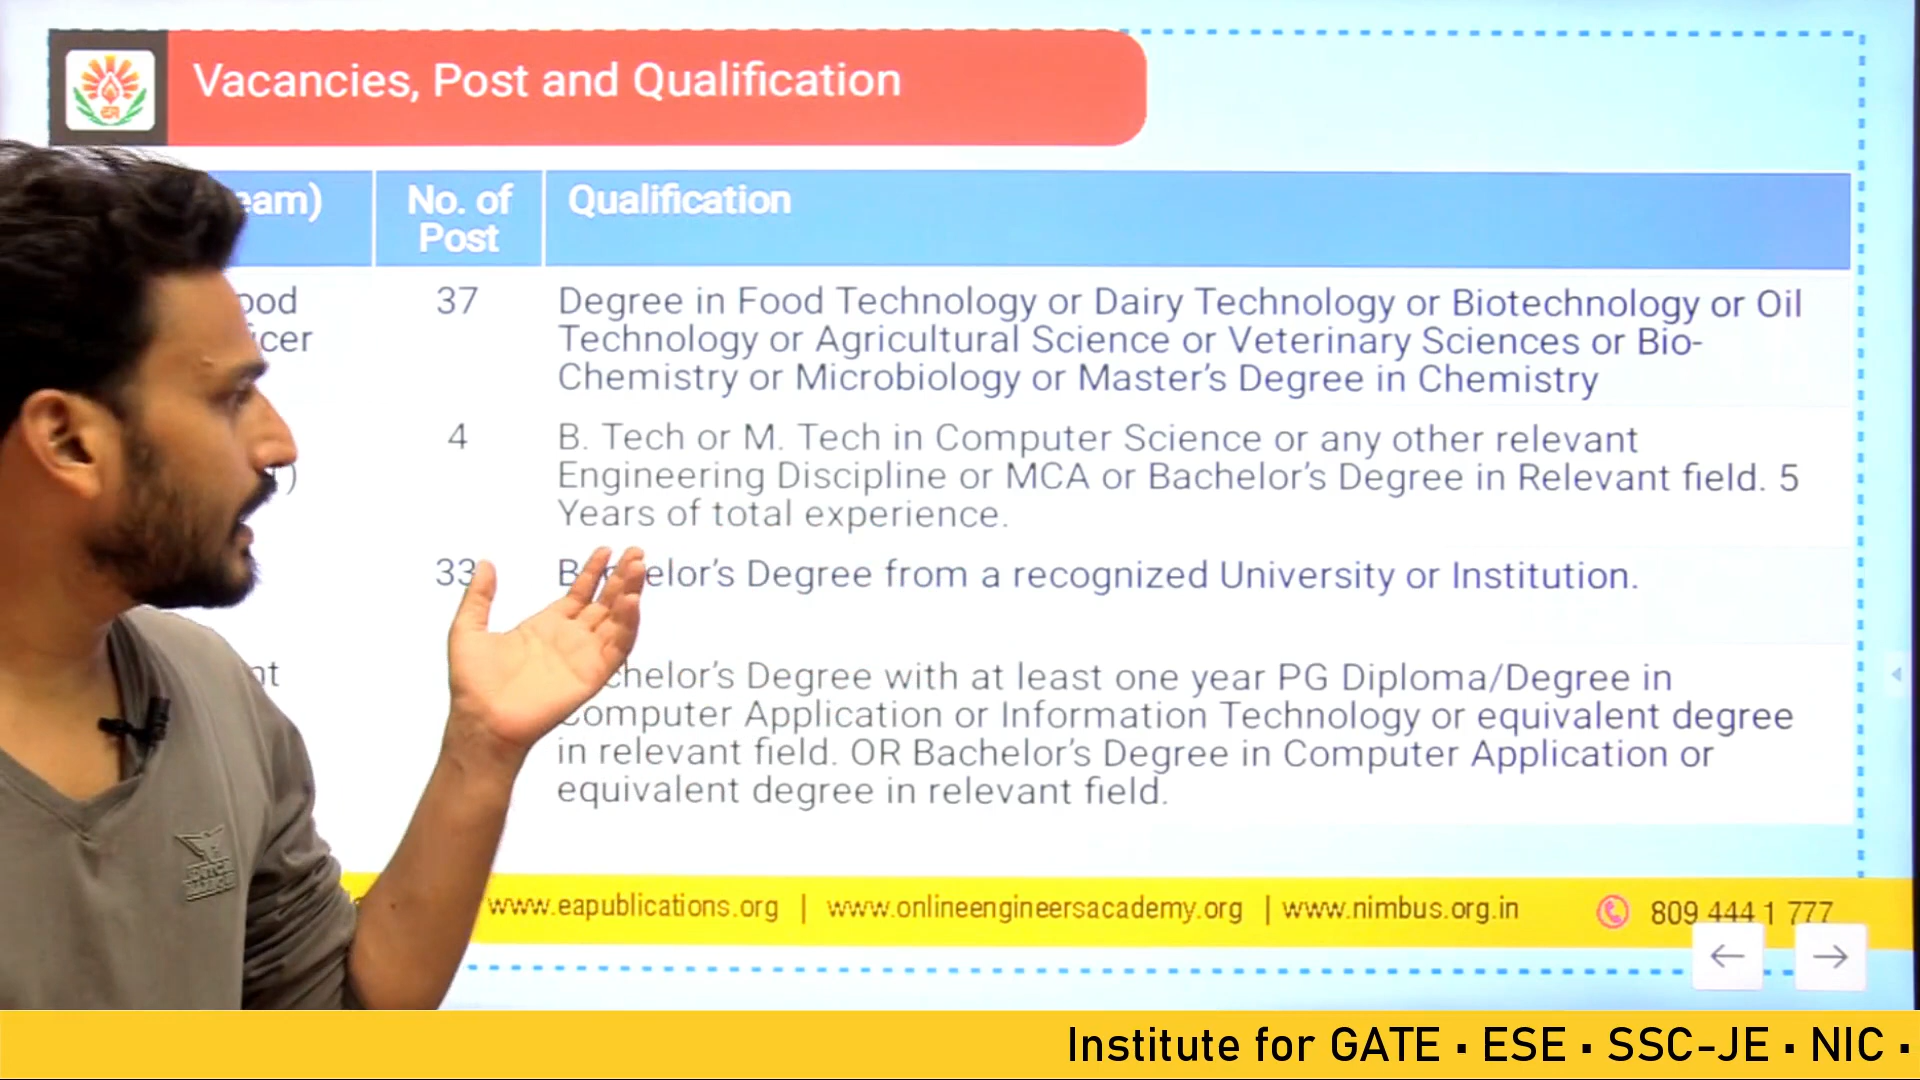 Vacancies, Post and Qualification
eam)
No. of
Post
Qualification
37
Degree in Food Technology or Dairy Technology or Biotechnology or Oil
Technology or Agricultural Science or Veterinary Sciences or Bio-
Chemistry or Microbiology or Master's Degree in Chemistry
4
B. Tech or M. Tech in Computer Science or any other relevant
Engineering Discipline or MCA or Bachelor's Degree in Relevant field. 5
Years of total experience.
33
elor's Degree from a recognized University or Institution.
chelor's Degree with at least one year PG Diploma/Degree in
Computer Application or Information Technology or equivalent degree
in relevant field. OR Bachelor's Degree in Computer Application or
equivalent degree in relevant field.
www.eapublications.org | www.onlineengineersacademy.org | www.nimbus.org.in 809 444 1 777
Institute for GATE ▪ ESE ▪ SSC-JE ▪ NIC ▪